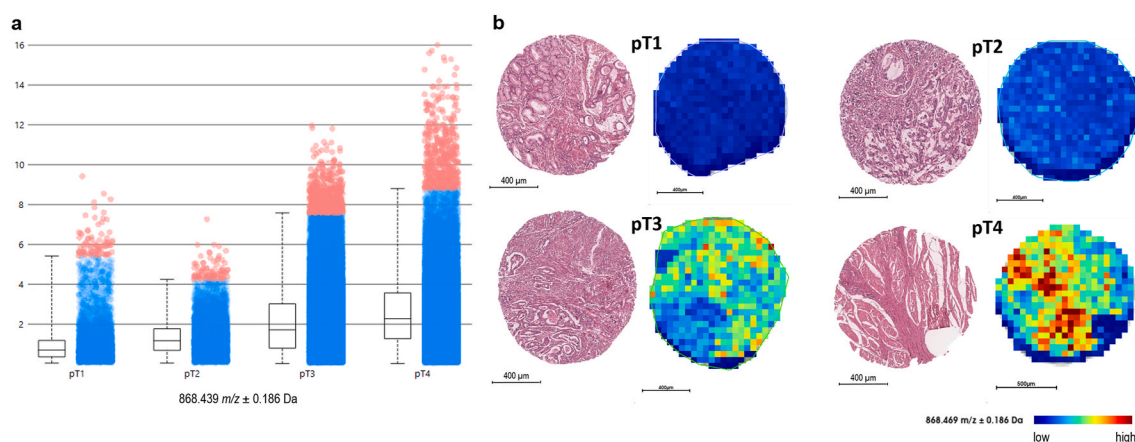 a
16
14
12
10
8
6
4
2
pT1
pT2
pT3
pT4
868.439 m/z ± 0.186 Da
b
pT1
400 µm
400µm
pT2
400 µm
400µm
pT3
400 µm
400µm
pT4
400 µm
500µm
868.469 m/z ± 0.186 Da
low
high